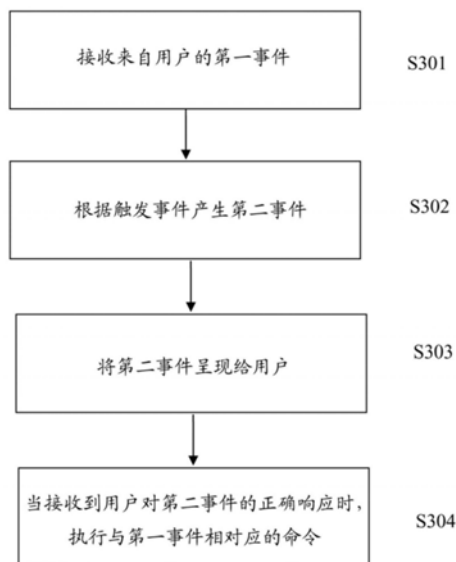 接收来自用户的第一事件
S301
根据触发事件产生第二事件
S302
将第二事件呈现给用户
S303
当接收到用户对第二事件的正确响应时,
执行与第一事件相对应的命令
S304